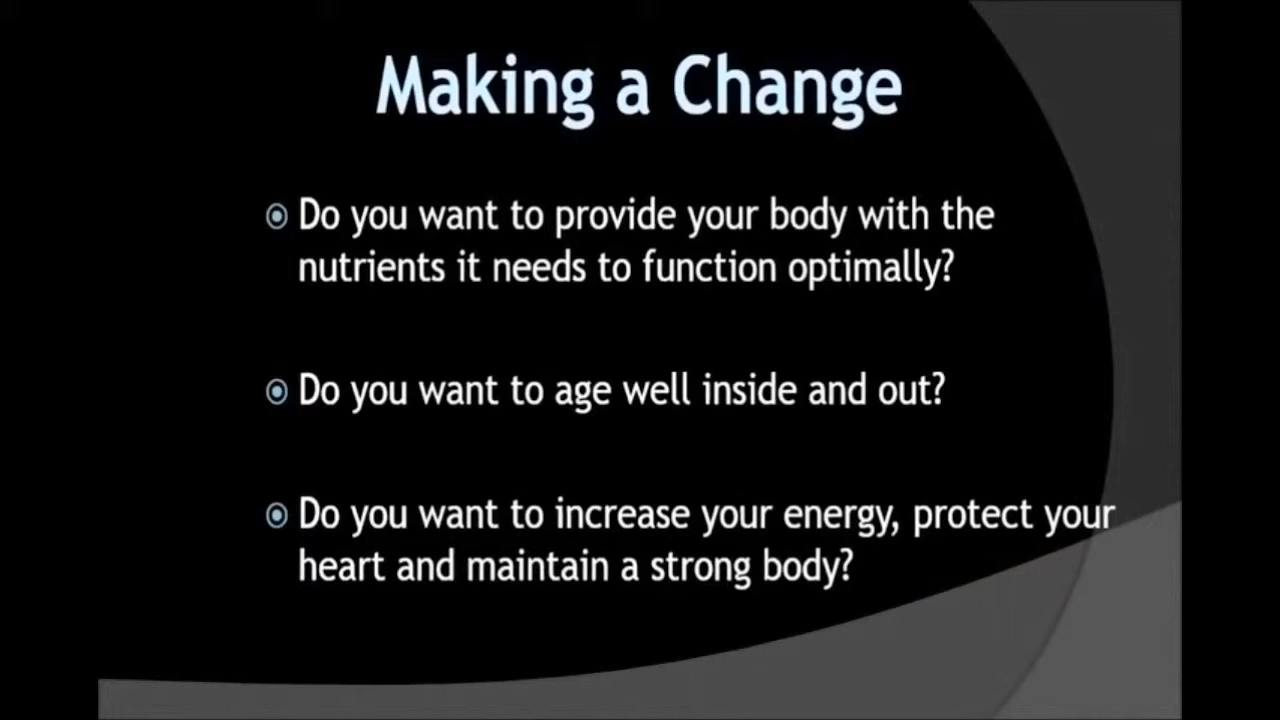 Making a Change
Do you want to provide your body with the
nutrients it needs to function optimally?
Do you want to age well inside and out?
Do you want to increase your energy, protect your
heart and maintain a strong body?